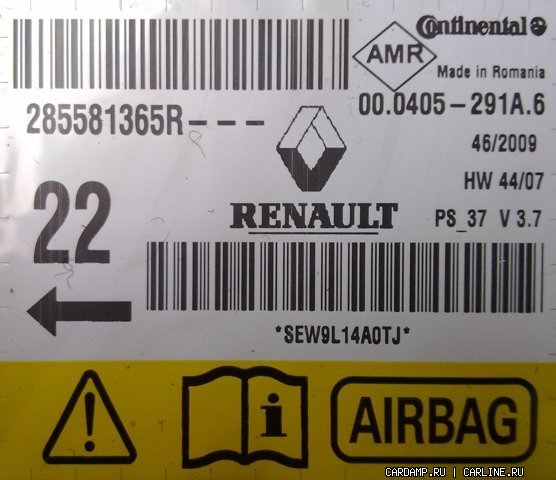 Continental
AMR
Made in Romania
285581365R---
00.0405-291A.6
46/2009
HW 44/07
22
RENAULT
PS_37 V 3.7
*SEW9L14A0TJ*
i
AIRBAG
CARDAMP.RU | CARLINE.RU